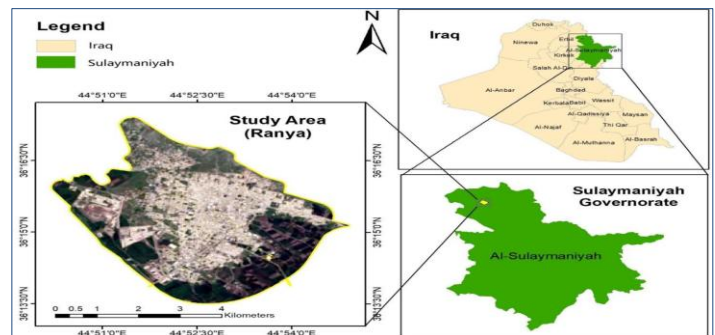 Legend
Iraq
Sulaymaniyah
N
44°51'0"E 44°52'30"E 44°54'0"E
Study Area
(Ranya)
36°16'30"N
36°15'0"N
36°13'30"N
36°16'30"N
36°15'0"N
36°13'30"N
0 0.5 1 2 3 4
Kilometers
44°51'0"E 44°52'30"E 44°54'0"E
Iraq
Duhok
Ninewa
Erbil
Al-Sulaymaniyah
Kirkuk
Salah Al-Din
Diyala
Al-Anbar
Baghdad
Kerbala
Babil
Wassit
Al-Qadissiya
Maysan
Thi Qar
Al-Najaf
Al-Muthanna
Al-Basrah
Sulaymaniyah
Governorate
Al-Sulaymaniyah